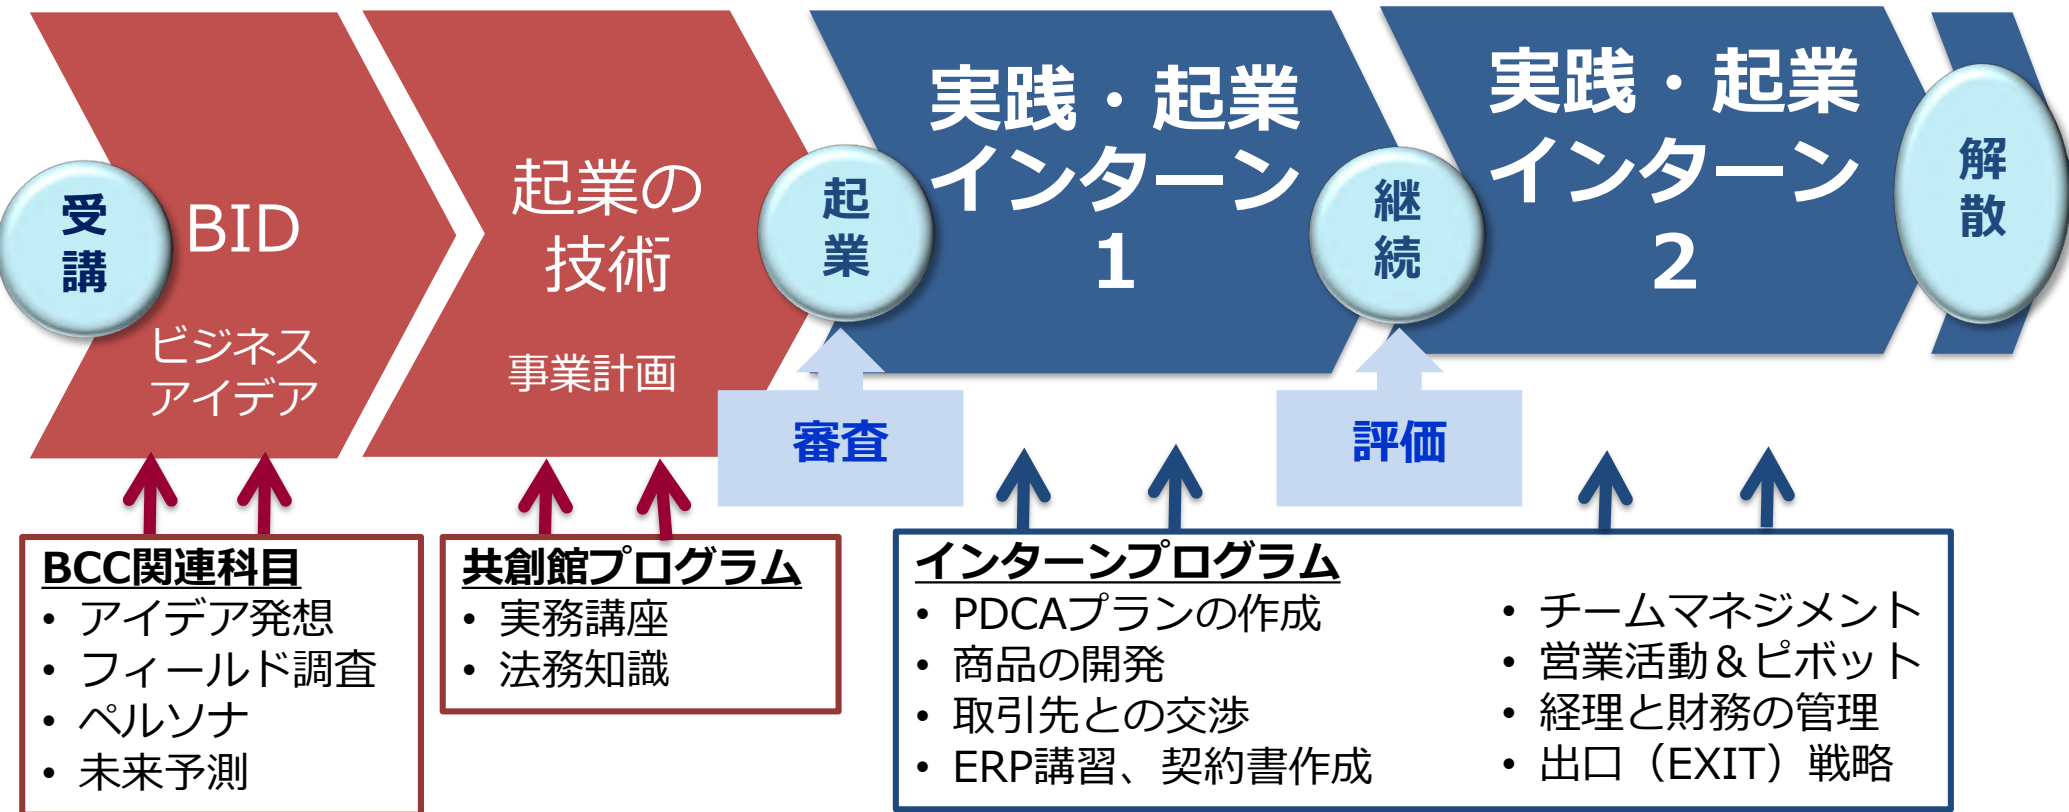 受
講
BID
ビジネス
アイデア
起業の
技術
事業計画
起
業
実践・起業
インターン
1
継
続
実践・起業
インターン
2
解
散
審査
評価
BCC関連科目
• アイデア発想
• フィールド調査
• ペルソナ
• 未来予測
共創館プログラム
• 実務講座
• 法務知識
インターンプログラム
• PDCAプランの作成
• 商品の開発
• 取引先との交渉
• ERP講習、契約書作成
• チームマネジメント
• 営業活動＆ピボット
• 経理と財務の管理
• 出口（EXIT）戦略